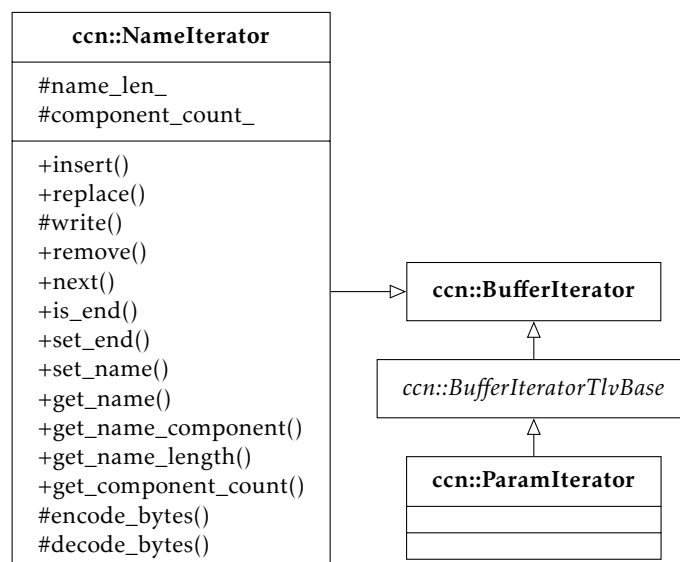 ccn::NameIterator
#name_len_
#component_count_
+insert()
+replace()
#write()
+remove()
+next()
+is_end()
+set_end()
+set_name()
+get_name()
+get_name_component()
+get_name_length()
+get_component_count()
#encode_bytes()
#decode_bytes()
ccn::BufferIterator
ccn::BufferIteratorTlvBase
ccn::ParamIterator